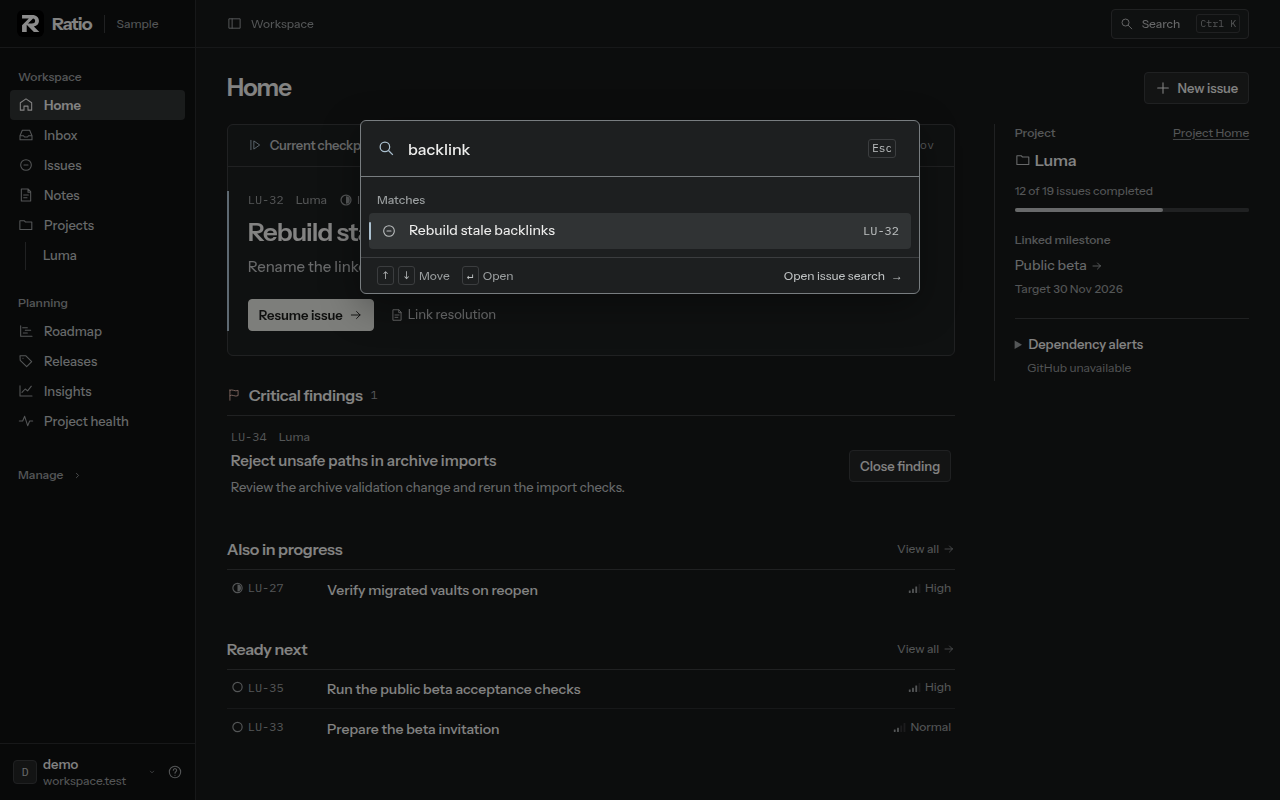 Ratio
Sample
Workspace
Search
Ctrl K
Workspace
Home
Inbox
Issues
Notes
Projects
Luma
Planning
Roadmap
Releases
Insights
Project health
Manage
demo
workspace.test
D
Home
New issue
Current checkp
ov
LU-32 Luma
Rebuild sta
Rename the linke
Resume issue →
Link resolution
backlink
Esc
Matches
Rebuild stale backlinks
LU-32
↑ ↓ Move ↵ Open
Open issue search →
Critical findings 1
LU-34 Luma
Reject unsafe paths in archive imports
Review the archive validation change and rerun the import checks.
Close finding
Also in progress
View all →
LU-27 Verify migrated vaults on reopen High
Ready next
View all →
LU-35 Run the public beta acceptance checks High
LU-33 Prepare the beta invitation Normal
Project
Project Home
Luma
12 of 19 issues completed
Linked milestone
Public beta →
Target 30 Nov 2026
Dependency alerts
GitHub unavailable